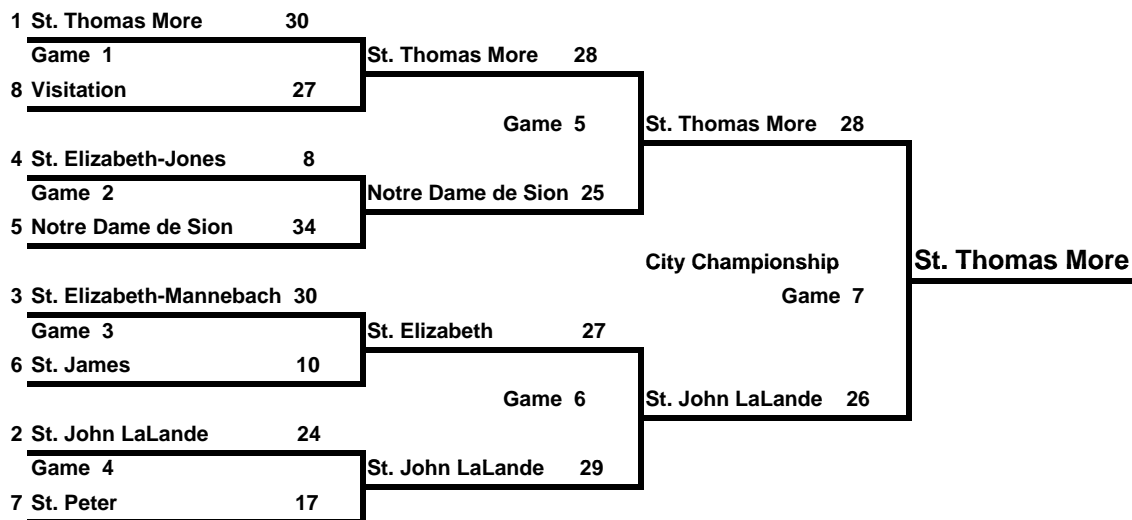 1 St. Thomas More 30
Game 1
St. Thomas More 28
8 Visitation 27
Game 5
St. Thomas More 28
4 St. Elizabeth-Jones 8
Game 2
Notre Dame de Sion 25
5 Notre Dame de Sion 34
City Championship
St. Thomas More
3 St. Elizabeth-Mannebach 30
Game 7
Game 3
St. Elizabeth 27
6 St. James 10
Game 6
St. John LaLande 26
2 St. John LaLande 24
Game 4
St. John LaLande 29
7 St. Peter 17